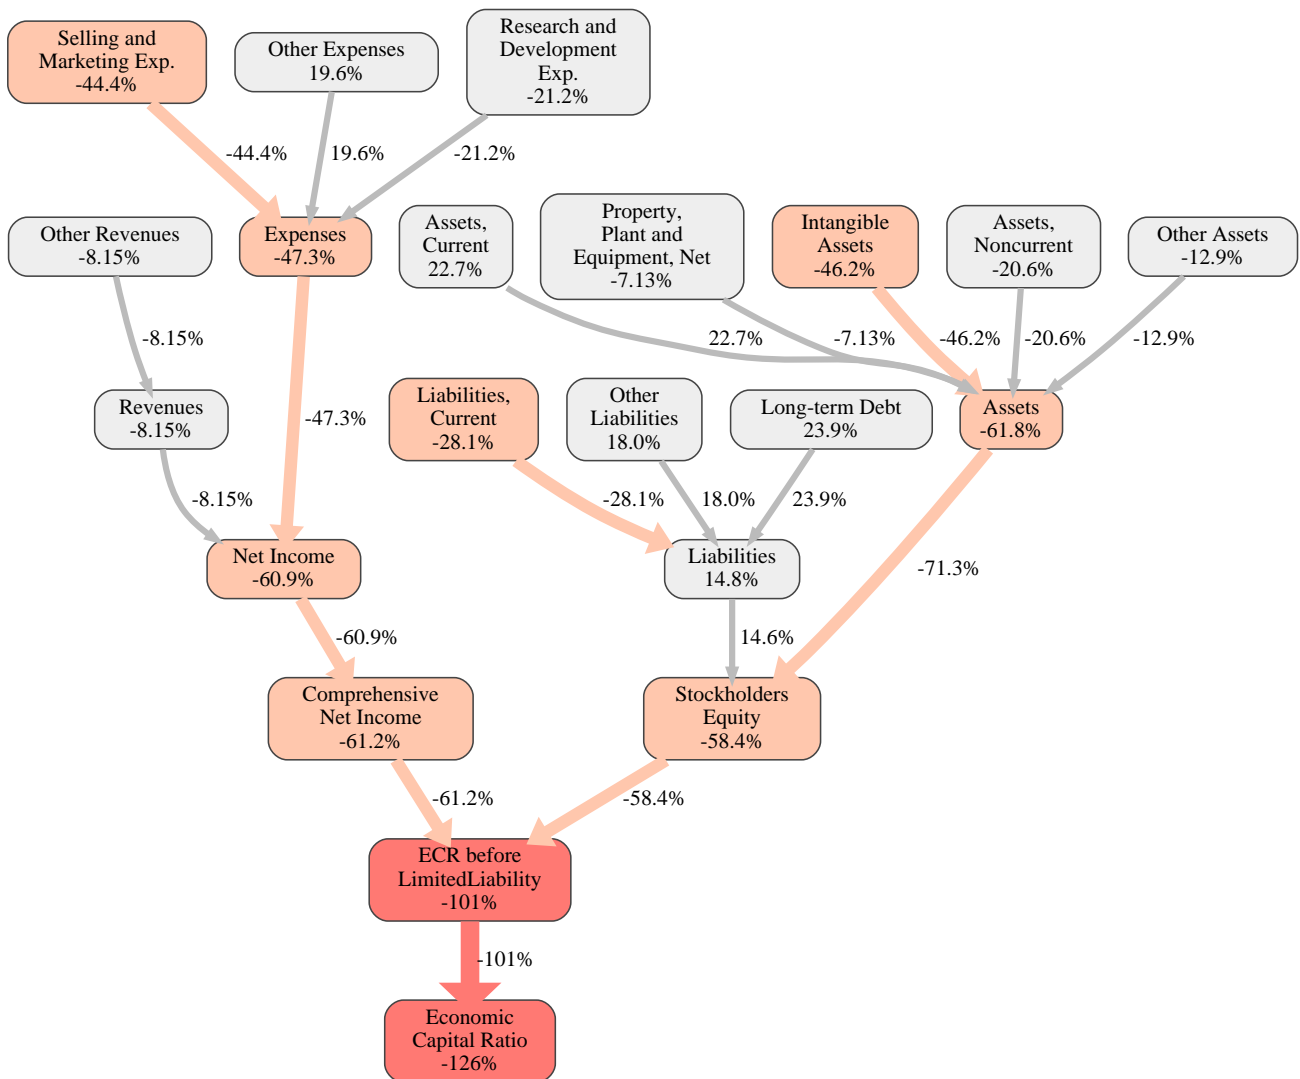 Selling and
Marketing Exp.
-44.4%
Other Expenses
19.6%
Research and
Development
Exp.
-21.2%
-44.4%
19.6%
-21.2%
Other Revenues
-8.15%
Expenses
-47.3%
Assets,
Current
22.7%
Property,
Plant and
Equipment, Net
-7.13%
Intangible
Assets
-46.2%
Assets,
Noncurrent
-20.6%
Other Assets
-12.9%
-8.15%
22.7%
-7.13%
-46.2%
-20.6%
-12.9%
Revenues
-8.15%
-47.3%
Liabilities,
Current
-28.1%
Other
Liabilities
18.0%
Long-term Debt
23.9%
Assets
-61.8%
-8.15%
-28.1%
18.0%
23.9%
Net Income
-60.9%
Liabilities
14.8%
-71.3%
-60.9%
14.6%
Comprehensive
Net Income
-61.2%
Stockholders
Equity
-58.4%
-61.2%
-58.4%
ECR before
LimitedLiability
-101%
-101%
Economic
Capital Ratio
-126%